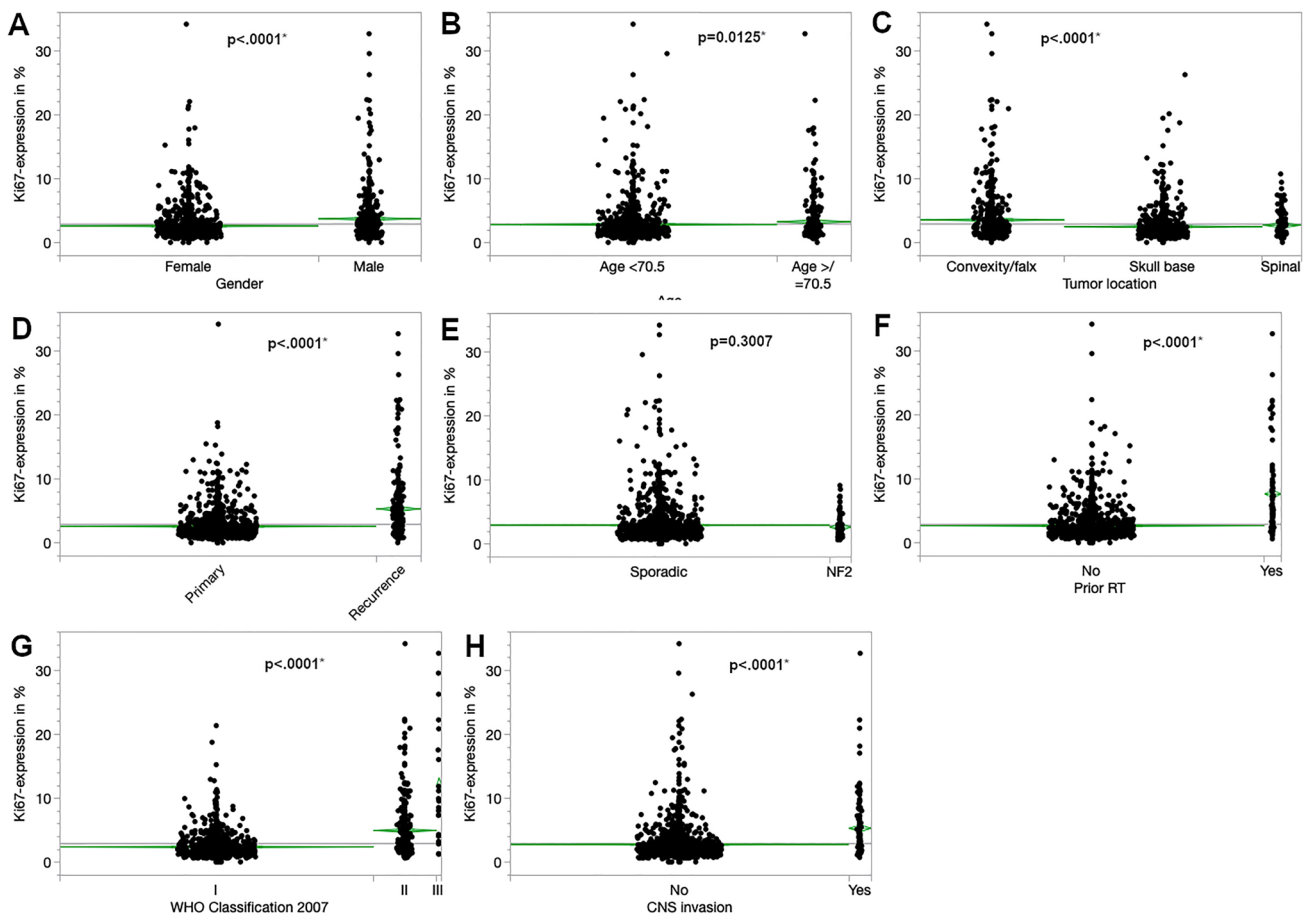 A
p<.0001*
Ki67-expression in %
30
20
10
0
Female
Male
Gender
B
p=0.0125*
Ki67-expression in %
30
20
10
0
Age <70.5
Age >/
=70.5
C
p<.0001*
Ki67-expression in %
30
20
10
0
Convexity/falx
Skull base
Spinal
Tumor location
D
p<.0001*
Ki67-expression in %
30
20
10
0
Primary
Recurrence
E
p=0.3007
Ki67-expression in %
30
20
10
0
Sporadic
NF2
F
p<.0001*
Ki67-expression in %
30
20
10
0
No
Yes
Prior RT
G
p<.0001*
Ki67-expression in %
30
20
10
0
I
II
III
WHO Classification 2007
H
p<.0001*
Ki67-expression in %
30
20
10
0
No
Yes
CNS invasion